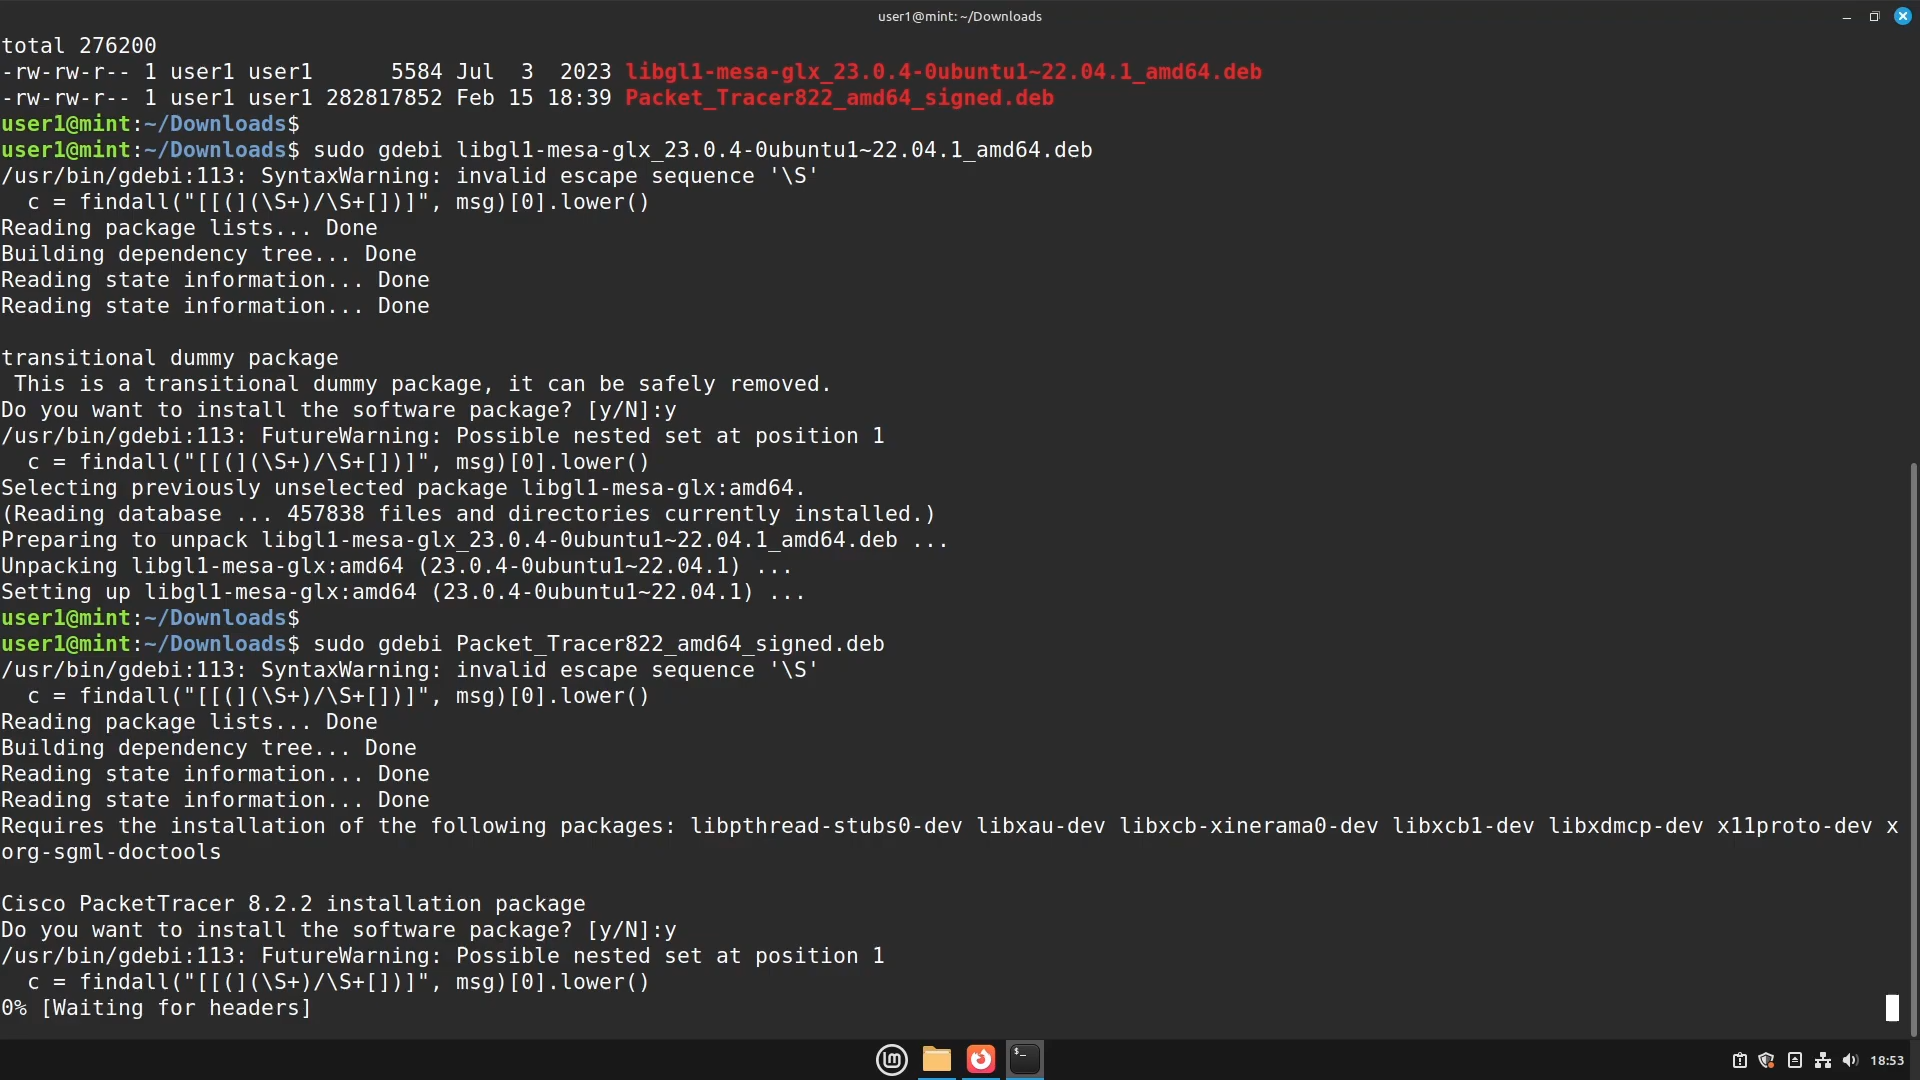 user1@mint: ~/Downloads
total 276200
-rw-rw-r-- 1 user1 user1      5584 Jul  3  2023 libgl1-mesa-glx_23.0.4-0ubuntu1~22.04.1_amd64.deb
-rw-rw-r-- 1 user1 user1 282817852 Feb 15 18:39 Packet_Tracer822_amd64_signed.deb
user1@mint:~/Downloads$
user1@mint:~/Downloads$ sudo gdebi libgl1-mesa-glx_23.0.4-0ubuntu1~22.04.1_amd64.deb
/usr/bin/gdebi:113: SyntaxWarning: invalid escape sequence '\S'
  c = findall("[[(](\S+)/\S+[])]", msg)[0].lower()
Reading package lists... Done
Building dependency tree... Done
Reading state information... Done
Reading state information... Done

transitional dummy package
 This is a transitional dummy package, it can be safely removed.
Do you want to install the software package? [y/N]:y
/usr/bin/gdebi:113: FutureWarning: Possible nested set at position 1
  c = findall("[[(](\S+)/\S+[])]", msg)[0].lower()
Selecting previously unselected package libgl1-mesa-glx:amd64.
(Reading database ... 457838 files and directories currently installed.)
Preparing to unpack libgl1-mesa-glx_23.0.4-0ubuntu1~22.04.1_amd64.deb ...
Unpacking libgl1-mesa-glx:amd64 (23.0.4-0ubuntu1~22.04.1) ...
Setting up libgl1-mesa-glx:amd64 (23.0.4-0ubuntu1~22.04.1) ...
user1@mint:~/Downloads$
user1@mint:~/Downloads$ sudo gdebi Packet_Tracer822_amd64_signed.deb
/usr/bin/gdebi:113: SyntaxWarning: invalid escape sequence '\S'
  c = findall("[[(](\S+)/\S+[])]", msg)[0].lower()
Reading package lists... Done
Building dependency tree... Done
Reading state information... Done
Reading state information... Done
Requires the installation of the following packages: libpthread-stubs0-dev libxau-dev libxcb-xinerama0-dev libxcb1-dev libxdmcp-dev x11proto-dev x
org-sgml-doctools

Cisco PacketTracer 8.2.2 installation package
Do you want to install the software package? [y/N]:y
/usr/bin/gdebi:113: FutureWarning: Possible nested set at position 1
  c = findall("[[(](\S+)/\S+[])]", msg)[0].lower()
0% [Waiting for headers]
18:53